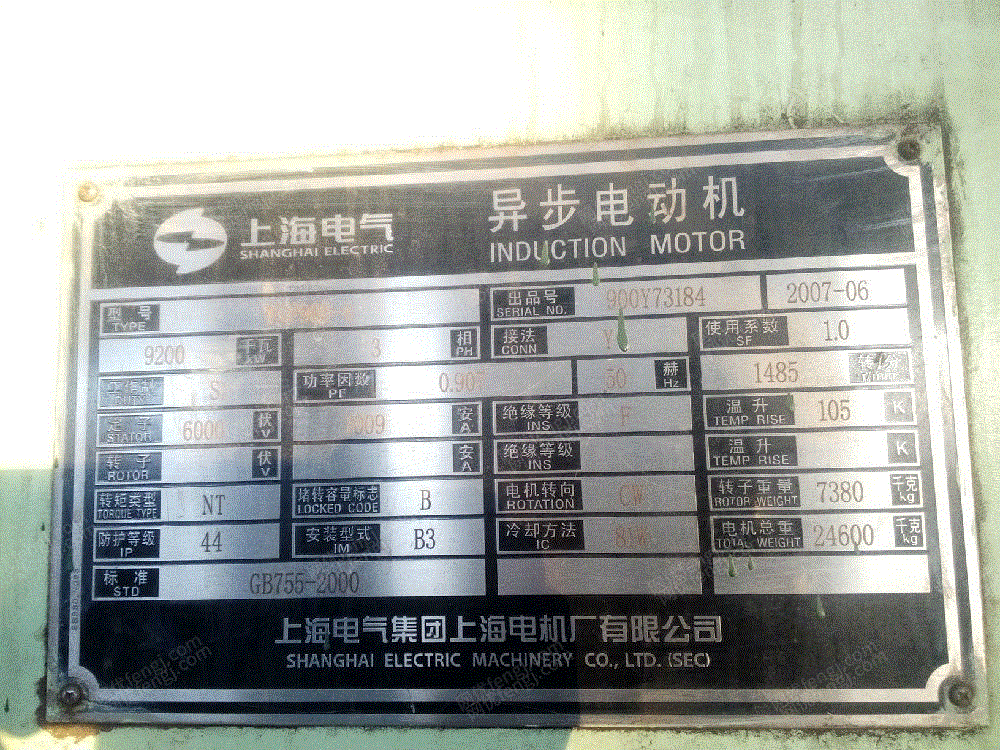 上海电气 异步电动机
SHANGHAI ELECTRIC INDUCTION MOTOR
型号 TYPE 出品号 SERIAL NO. 900Y73184 2007-06
9200 千瓦 kW 3 相 PH 接法 CONN Y 使用系数 SF 1.0
工作制 DUTY S 功率因数 PF 0.907 50 赫 Hz 1485 转/分
定子 STATOR 6000 伏 V 009 安 A 绝缘等级 INS F 温升 TEMP RISE 105 K
转子 ROTOR 伏 V 安 A 绝缘等级 INS 温升 TEMP RISE K
转矩类型 TORQUE TYPE NT 堵转容量标志 LOCKED CODE B 电机转向 ROTATION CW 转子重量 ROTOR WEIGHT 7380 千克 kg
防护等级 IP 44 安装型式 IM B3 冷却方法 IC 电机总重 TOTAL WEIGHT 24600 千克 kg
标准 STD GB755-2000
上海电气集团上海电机厂有限公司
SHANGHAI ELECTRIC MACHINERY CO., LTD. (SEC)